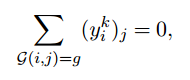 $$\sum_{\mathcal{G}(i,j)=g} (y_i^k)_j = 0,$$